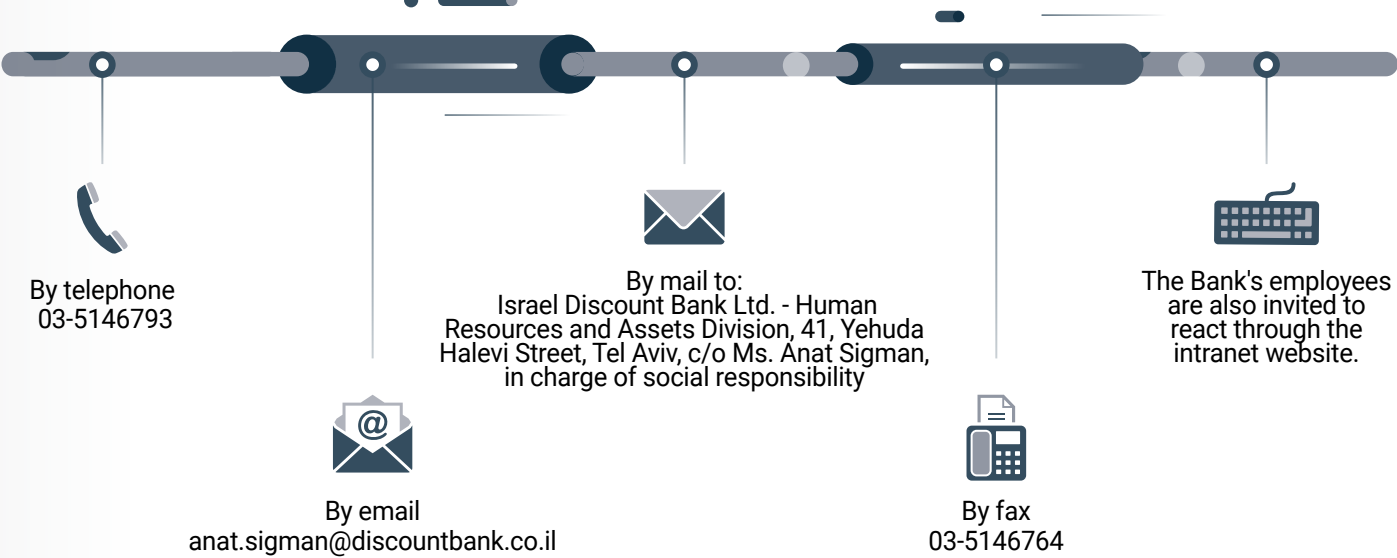 By telephone
03-5146793
By email
anat.sigman@discountbank.co.il
By mail to:
Israel Discount Bank Ltd. - Human
Resources and Assets Division, 41, Yehuda
Halevi Street, Tel Aviv, c/o Ms. Anat Sigman,
in charge of social responsibility
By fax
03-5146764
The Bank's employees
are also invited to
react through the
intranet website.